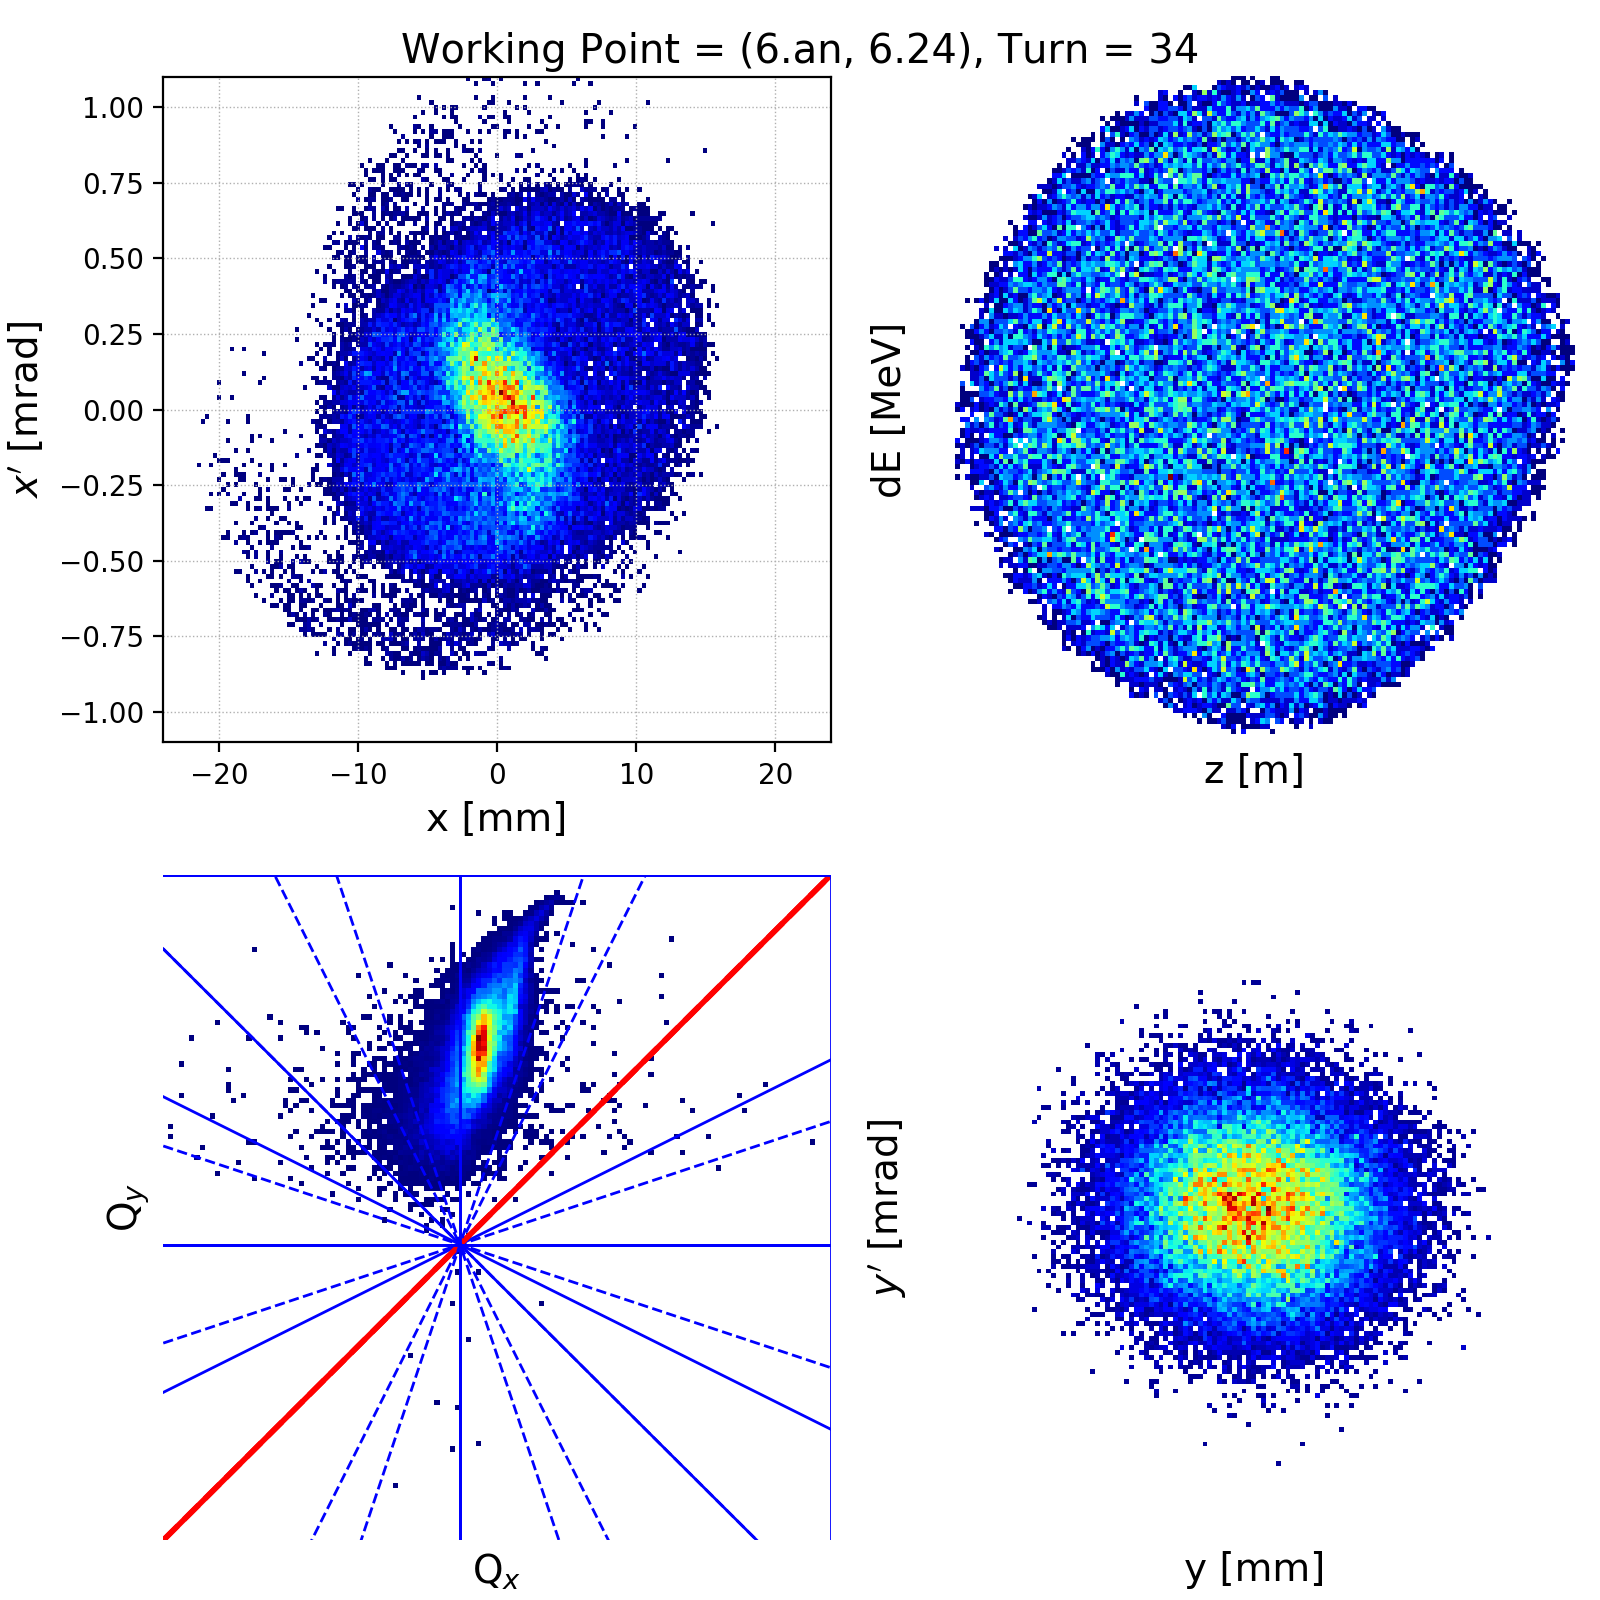 Working Point = (6.an, 6.24), Turn = 34
1.00
0.75
0.50
0.25
0.00
−0.25
−0.50
−0.75
−1.00
x′ [mrad]
−20 −10 0 10 20
x [mm]
dE [MeV]
z [m]
Qy
Qx
y′ [mrad]
y [mm]